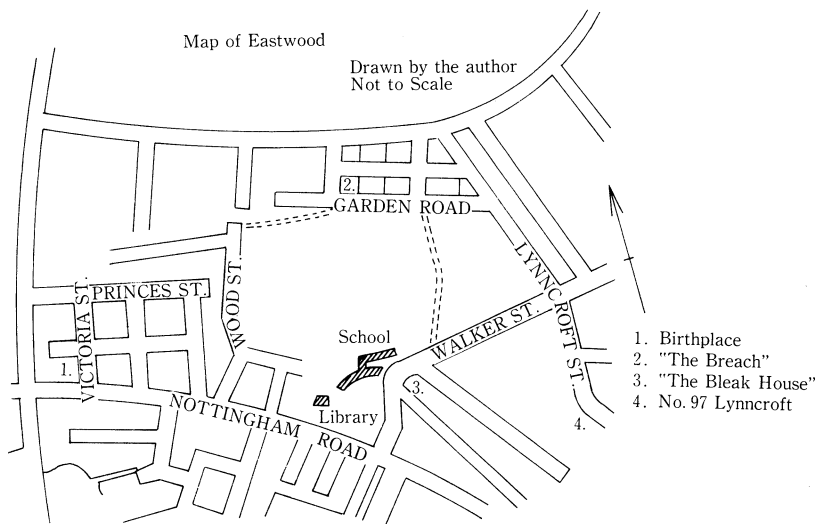 Map of Eastwood
Drawn by the author
Not to Scale
2.
GARDEN ROAD
LYNNCROFT ST.
PRINCES ST.
VICTORIA ST.
WOOD ST.
WALKER ST.
School
1.
3.
Library
NOTTINGHAM ROAD
4.
1. Birthplace
2. "The Breach"
3. "The Bleak House"
4. No. 97 Lynncroft